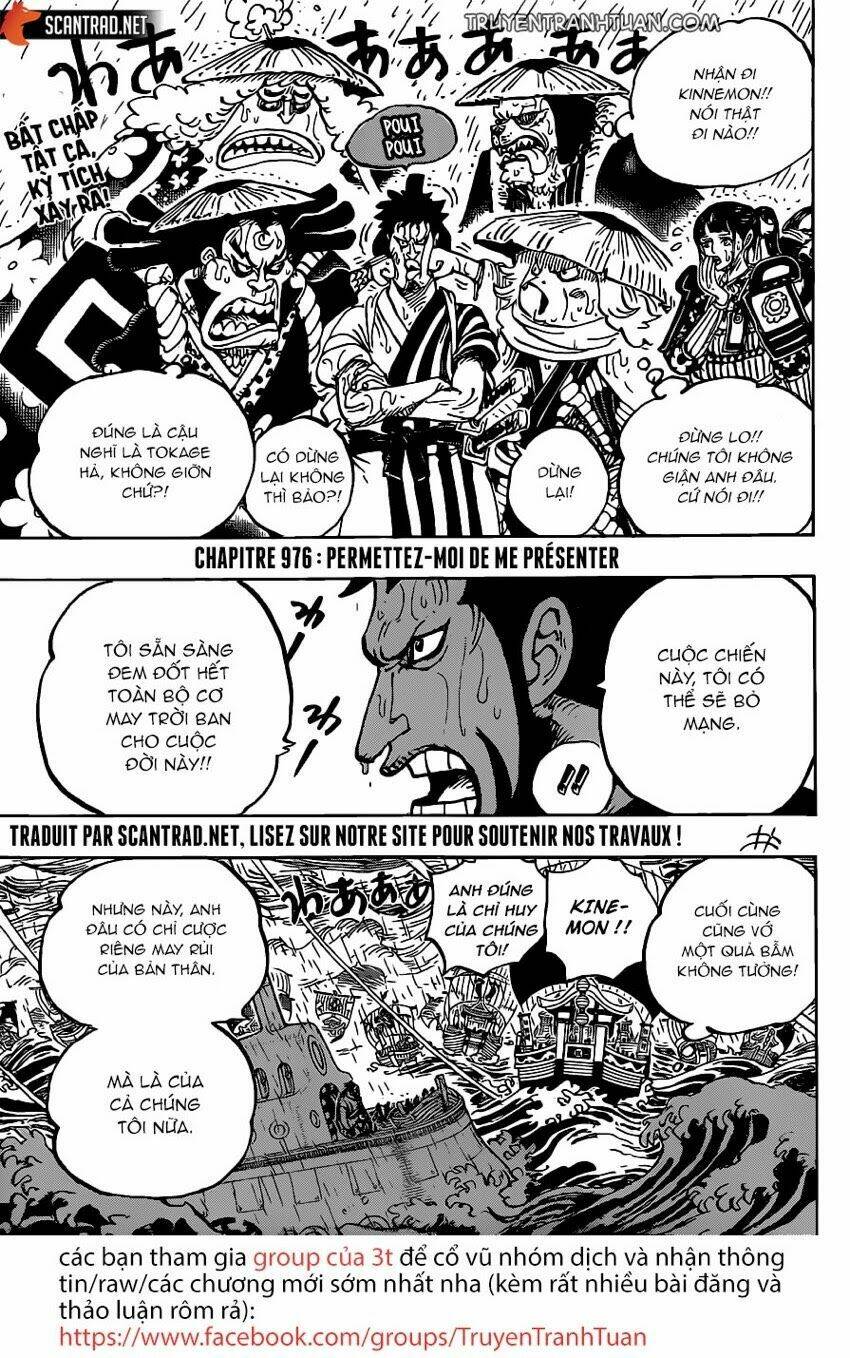 SCANTRAD.NET
TRUYENTRANHTUAN.COM
わあ あああああ
BẤT CHẤP
TẤT CẢ,
KỲ TÍCH
XẢY RA!
POUI
POUI
NHẬN ĐI
KINNEMON!!
NÓI THẬT
ĐI NÀO!!
ĐÚNG LÀ CẬU
NGHĨ LÀ TOKAGE
HẢ, KHÔNG GIỠN
CHỨ?!
CÓ DỪNG
LẠI KHÔNG
THÌ BẢO?!
DỪNG
LẠI!
ĐỪNG LO!!
CHÚNG TÔI KHÔNG
GIẬN ANH ĐÂU,
CỨ NÓI ĐI!!
CHAPITRE 976 : PERMETTEZ-MOI DE ME PRÉSENTER
CUỘC CHIẾN
NÀY, TÔI CÓ
THỂ SẼ BỎ
MẠNG.
!!
TÔI SẴN SÀNG
ĐEM ĐỐT HẾT
TOÀN BỘ CƠ
MAY TRỜI BAN
CHO CUỘC
ĐỜI NÀY!!
TRADUIT PAR SCANTRAD.NET, LISEZ SUR NOTRE SITE POUR SOUTENIR NOS TRAVAUX !
CUỐI CÙNG
CŨNG VỚ
MỘT QUẢ BẪM
KHÔNG TƯỞNG!
KINE-
MON !!
ANH ĐÚNG
LÀ CHỈ HUY
CỦA CHÚNG
TÔI!
わあああぁ
NHƯNG NÀY, ANH
ĐÂU CÓ CHỈ CƯỢC
RIÊNG MAY RỦI
CỦA BẢN THÂN.
MÀ LÀ CỦA
CẢ CHÚNG
TÔI NỮA.
các bạn tham gia group của 3t để cổ vũ nhóm dịch và nhận thông
tin/raw/các chương mới sớm nhất nha (kèm rất nhiều bài đăng và
thảo luận rôm rả):
https://www.facebook.com/groups/TruyenTranhTuan